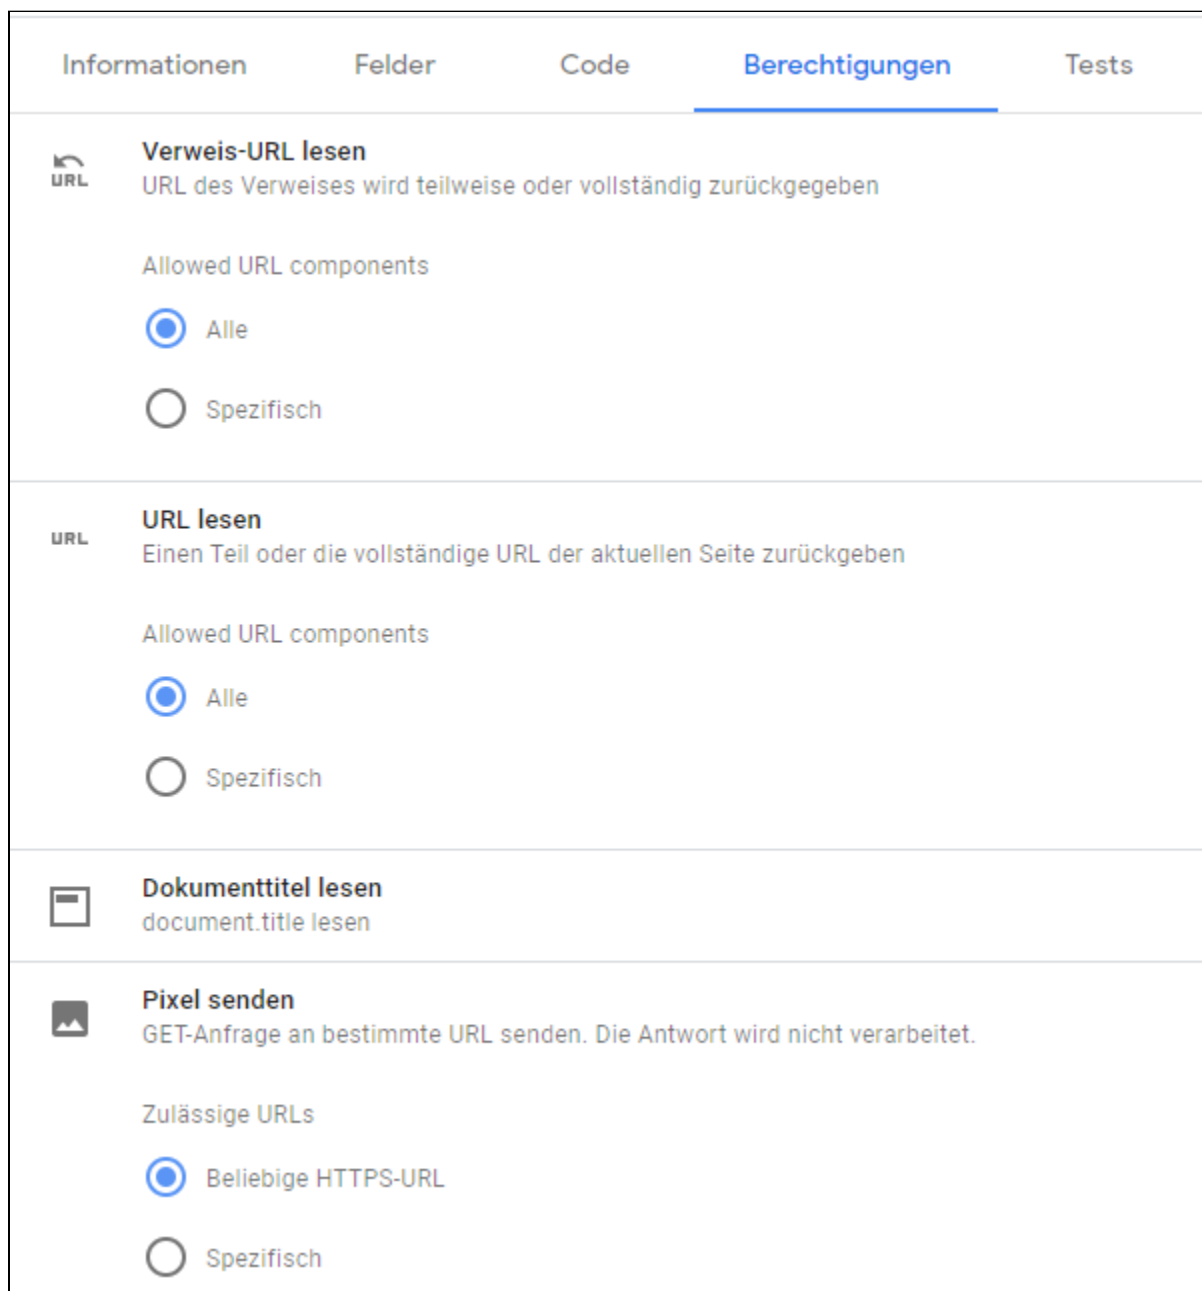 Informationen Felder Code Berechtigungen Tests
Verweis-URL lesen
URL
URL des Verweises wird teilweise oder vollständig zurückgegeben
Allowed URL components
Alle
Spezifisch
URL lesen
URL
Einen Teil oder die vollständige URL der aktuellen Seite zurückgeben
Allowed URL components
Alle
Spezifisch
Dokumenttitel lesen
document.title lesen
Pixel senden
GET-Anfrage an bestimmte URL senden. Die Antwort wird nicht verarbeitet.
Zulässige URLs
Beliebige HTTPS-URL
Spezifisch